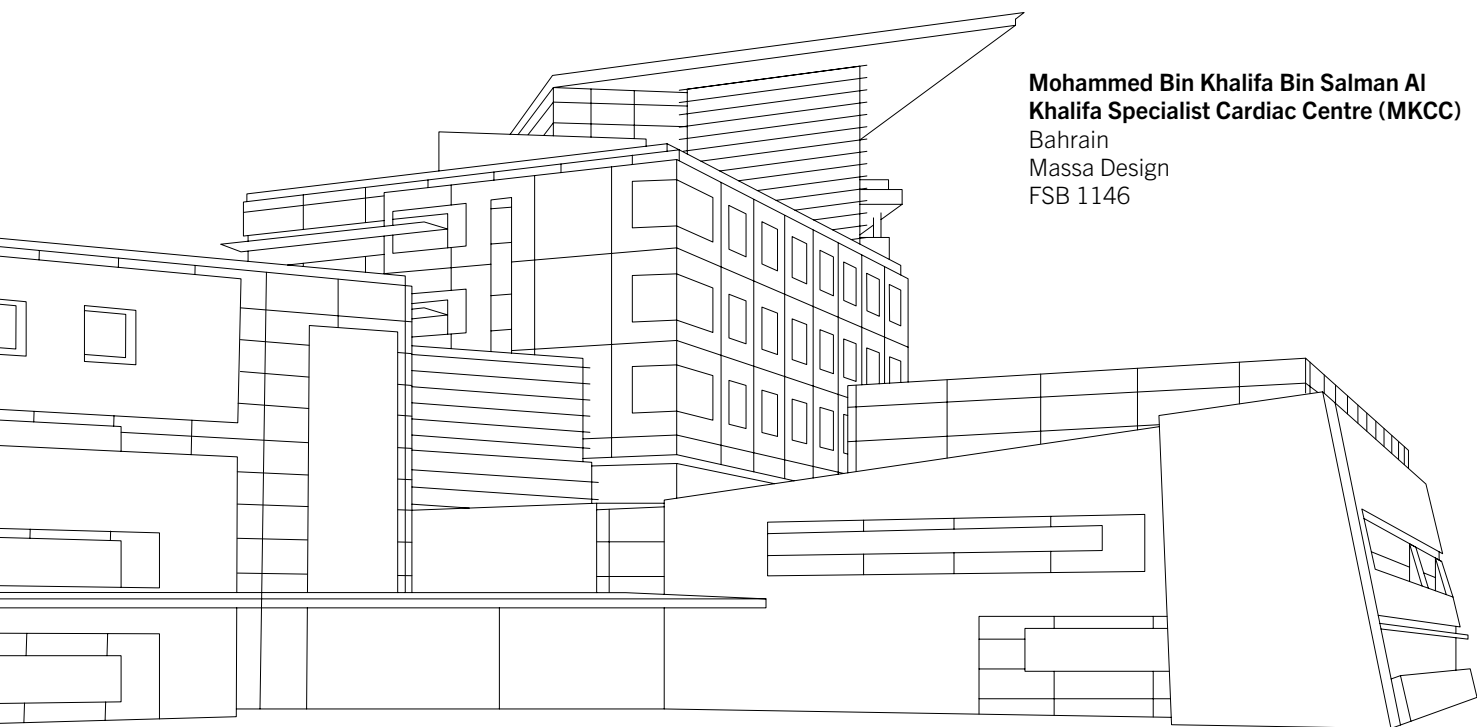 Mohammed Bin Khalifa Bin Salman Al
Khalifa Specialist Cardiac Centre (MKCC)
Bahrain
Massa Design
FSB 1146